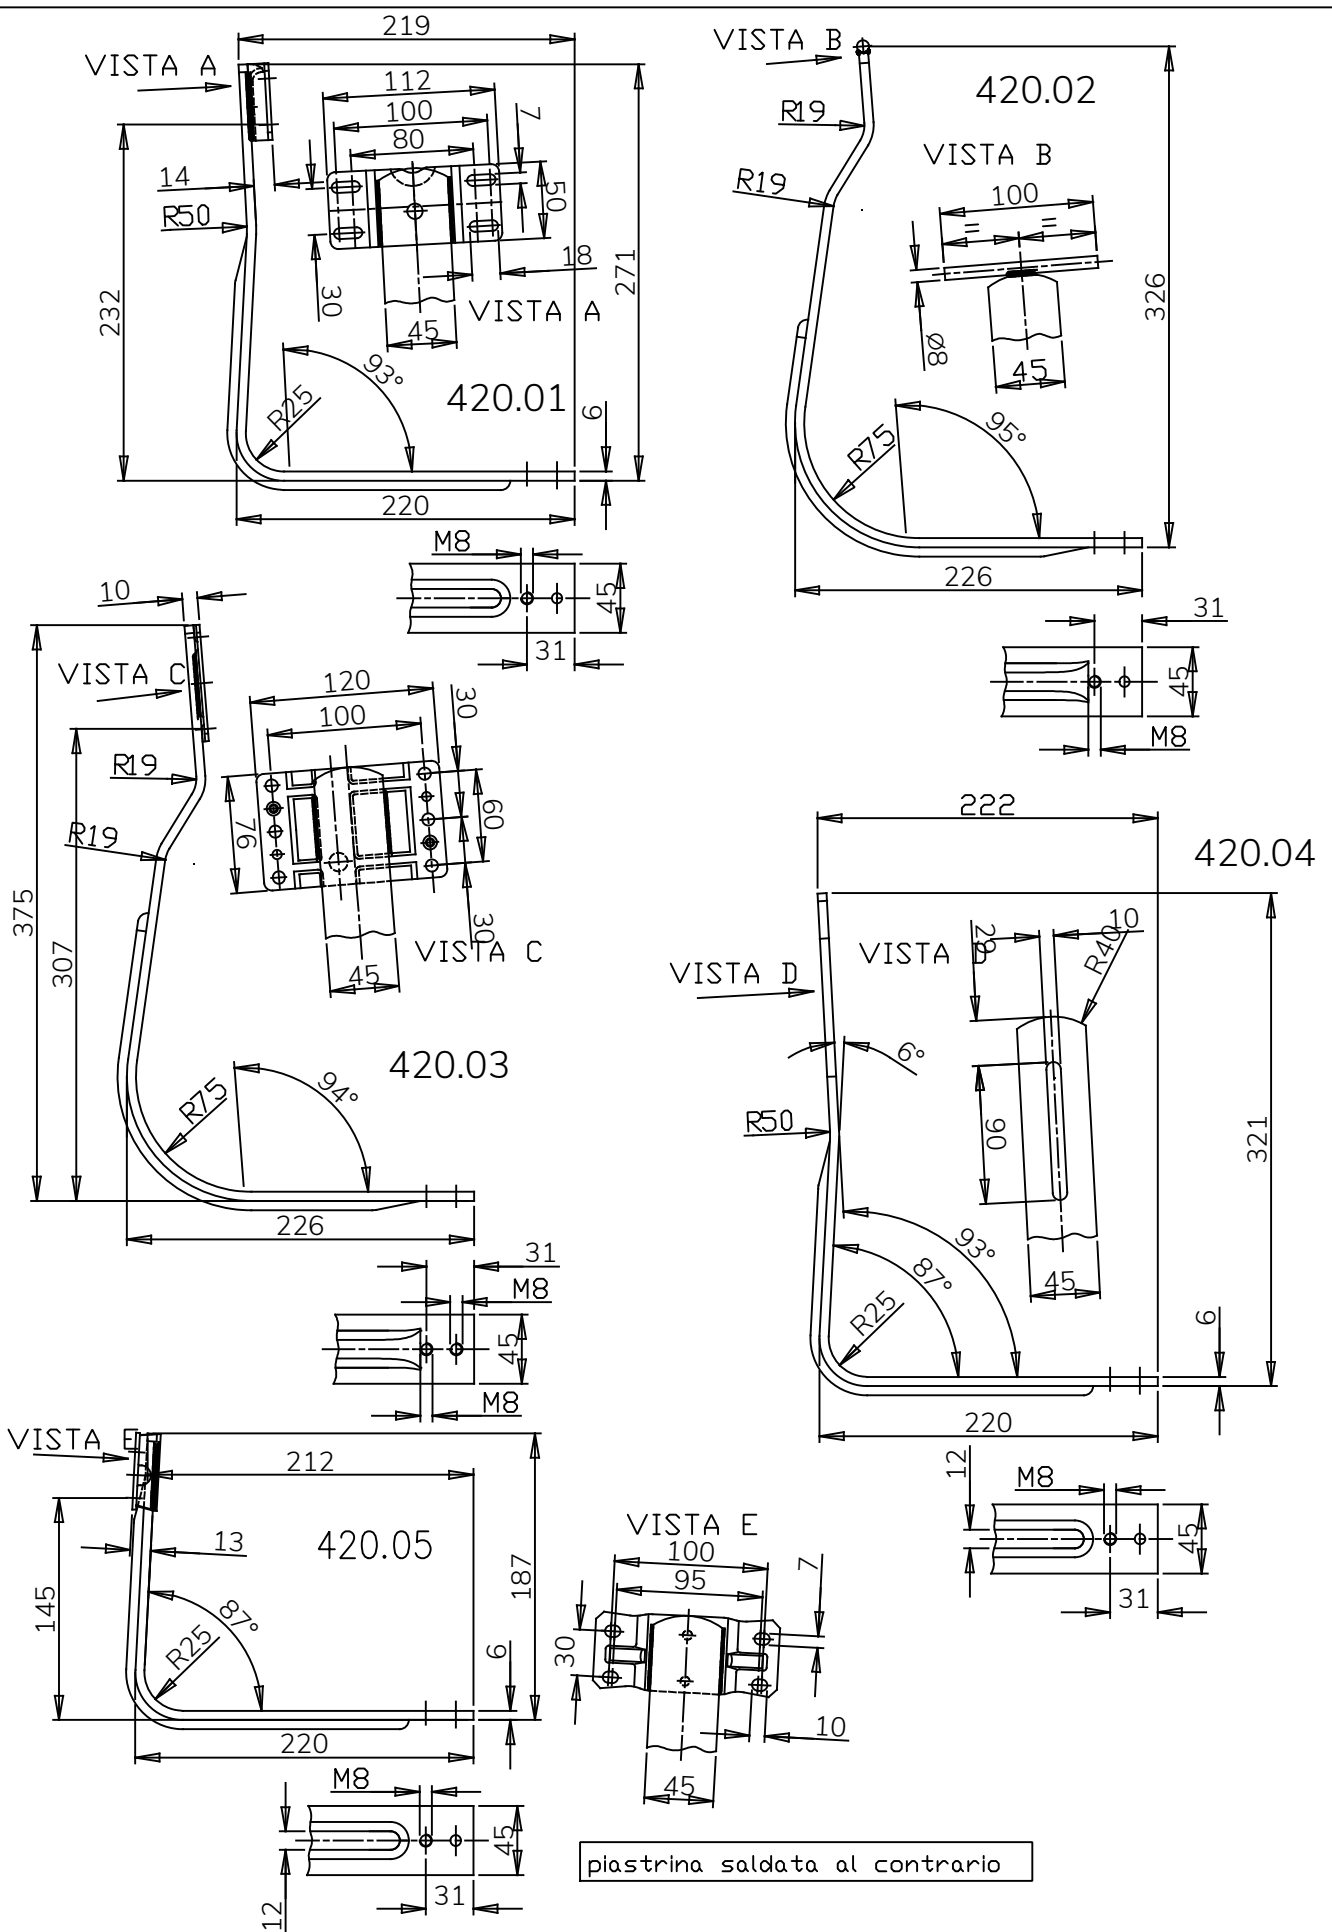 219
VISTA A
112
100
80
7
50
14
R50
18
30
VISTA A
45
271
232
93°
R25
420.01
6
220
M8
45
31
VISTA B
420.02
R19
VISTA B
R19
100
=
=
Ø8
45
326
95°
R75
226
31
45
M8
10
VISTA C
120
100
30
R19
60
76
R19
30
VISTA C
45
375
307
420.03
94°
R75
226
31
M8
45
M8
222
420.04
29
10
R40
VISTA D
VISTA D
6°
R50
90
321
93°
87°
45
R25
6
220
12
M8
45
31
VISTA E
212
420.05
13
187
145
87°
R25
6
220
M8
45
31
12
VISTA E
100
95
7
30
10
45
piastrina saldata al contrario